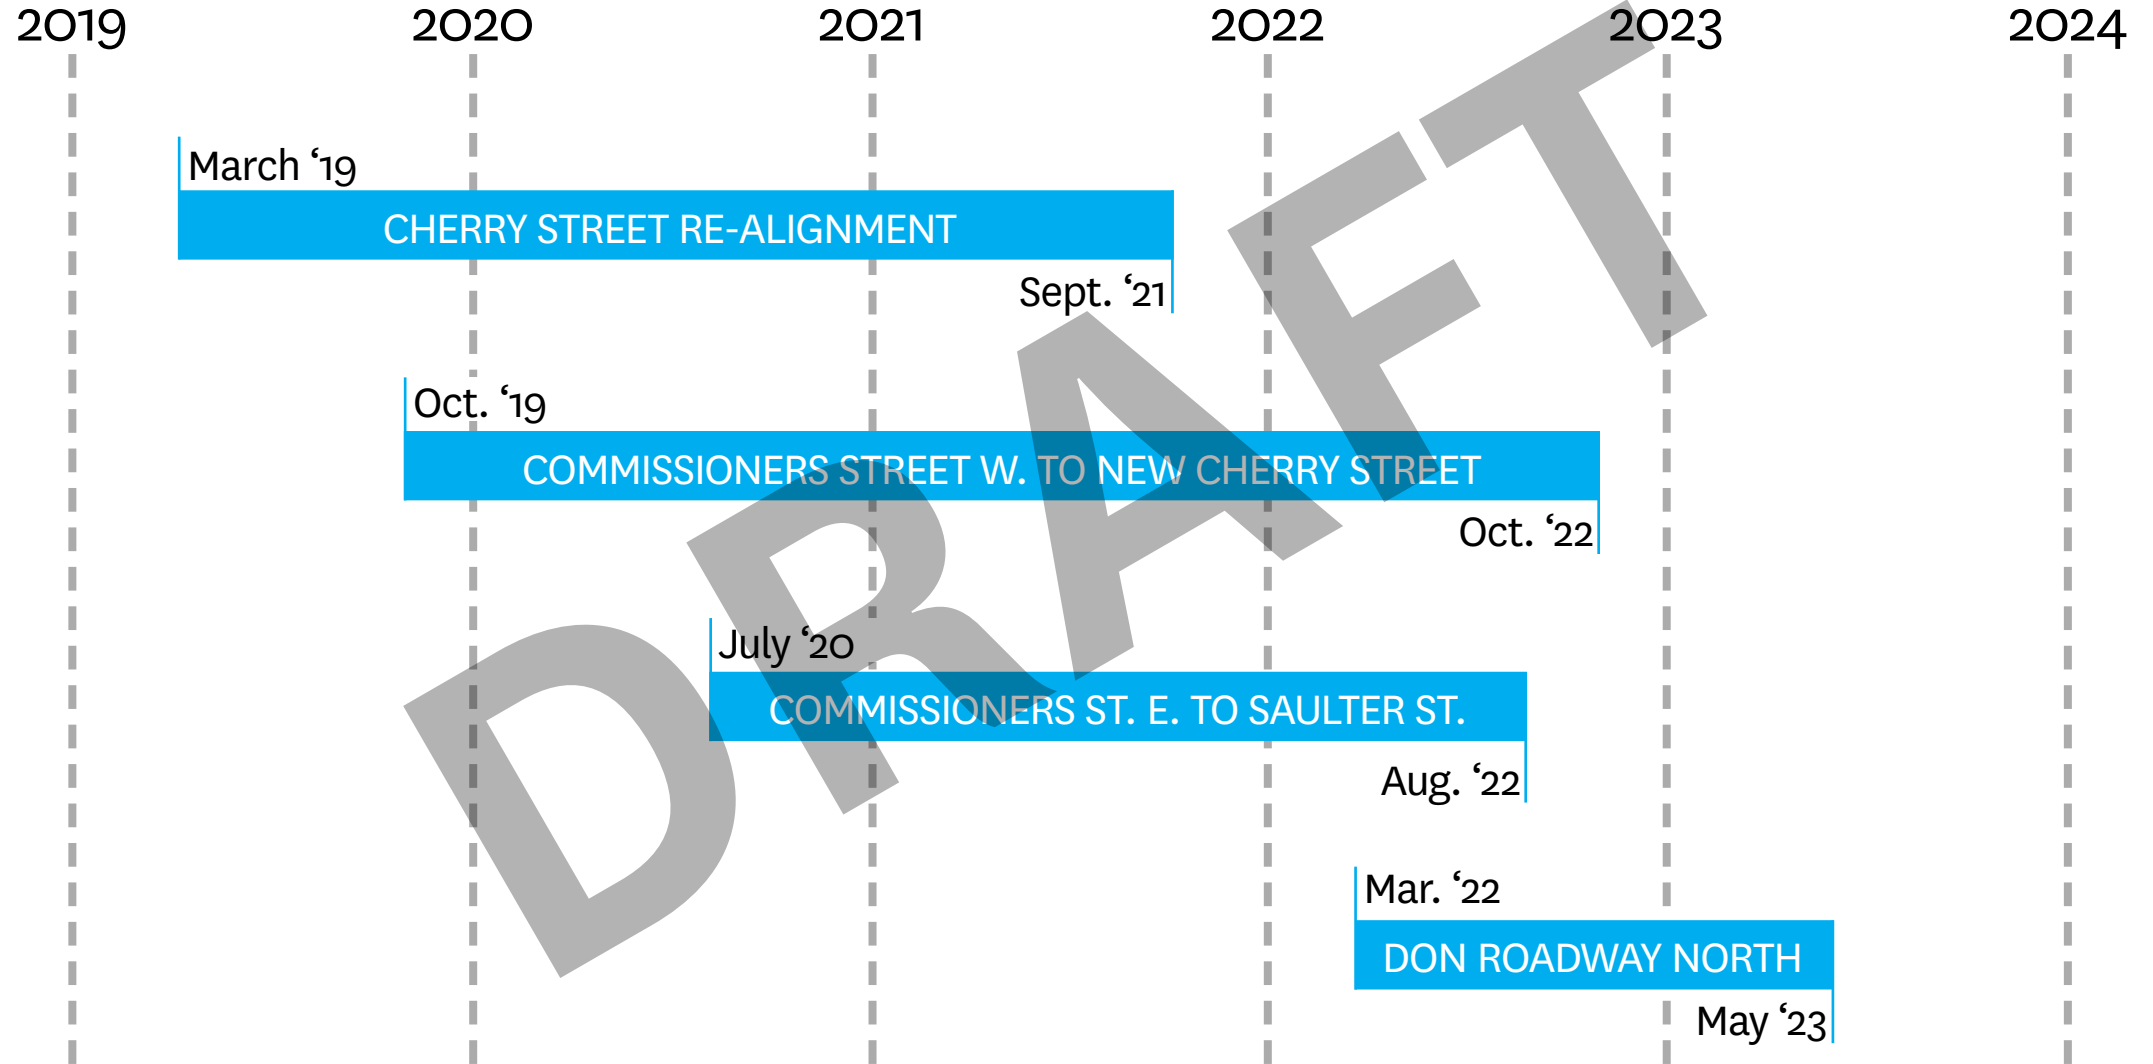 2019 2020 2021 2022 2023 2024
March ‘19
CHERRY STREET RE-ALIGNMENT
Sept. ‘21
Oct. ‘19
COMMISSIONERS STREET W. TO NEW CHERRY STREET
Oct. ‘22
July ‘20
COMMISSIONERS ST. E. TO SAULTER ST.
Aug. ‘22
Mar. ‘22
DON ROADWAY NORTH
May ‘23
DRAFT